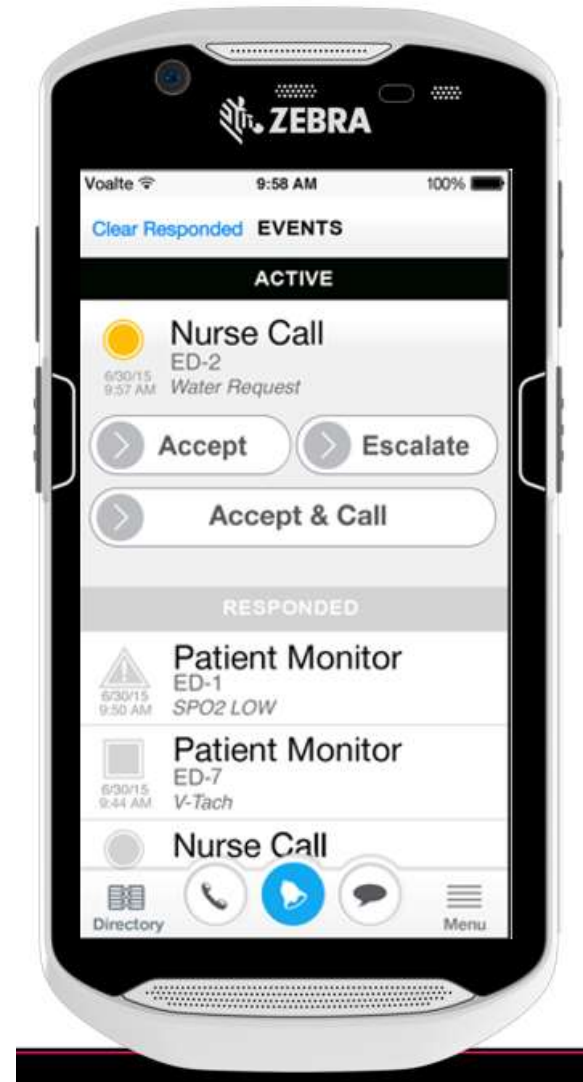 ZEBRA
Voalte 9:58 AM 100%
Clear Responded EVENTS
ACTIVE
Nurse Call
ED-2
6/30/15
9:57 AM Water Request
Accept Escalate
Accept & Call
RESPONDED
Patient Monitor
ED-1
6/30/15
9:50 AM SPO2 LOW
Patient Monitor
ED-7
6/30/15
9:44 AM V-Tach
Nurse Call
Directory Menu